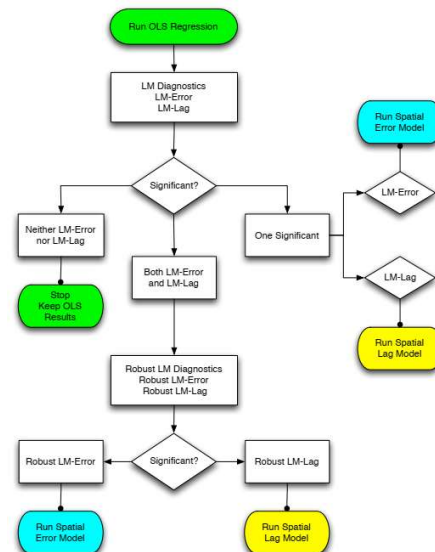 Run OLS Regression
LM Diagnostics
LM-Error
LM-Lag
Significant?
Run Spatial
Error Model
LM-Error
Neither LM-Error
nor LM-Lag
One Significant
Both LM-Error
and LM-Lag
LM-Lag
Stop
Keep OLS
Results
Run Spatial
Lag Model
Robust LM Diagnostics
Robust LM-Error
Robust LM-Lag
Significant?
Robust LM-Error
Robust LM-Lag
Run Spatial
Error Model
Run Spatial
Lag Model